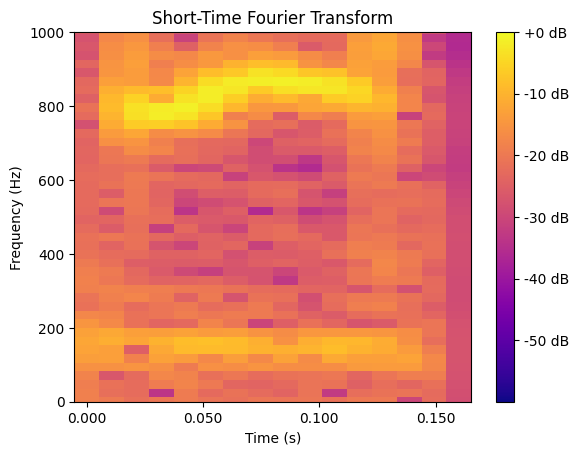 Short-Time Fourier Transform
1000
800
600
400
200
0
Frequency (Hz)
0.000
0.050
0.100
0.150
Time (s)
+0 dB
-10 dB
-20 dB
-30 dB
-40 dB
-50 dB